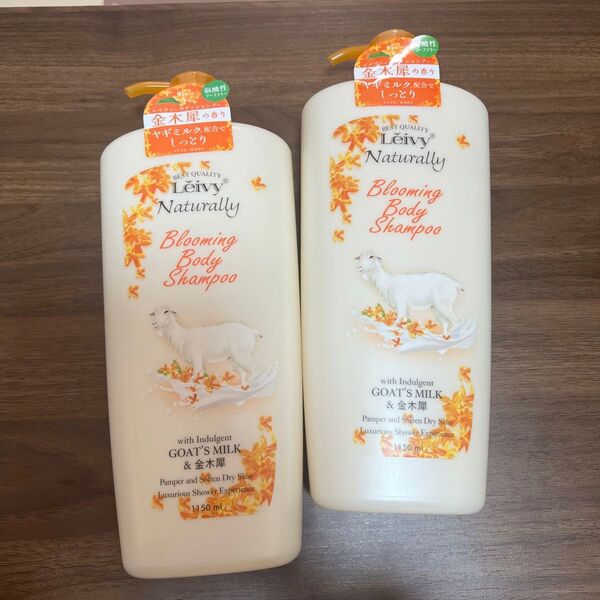 弱酸性
金木犀の香り
ヤギミルク配合で
しっとり
BEST QUALITY
Leivy®
Naturally
Blooming
Body
Shampoo
with Indulgent
GOAT'S MILK
& 金木犀
Pamper and Soften Dry Skin
Luxurious Shower Experience
1150 ml
弱酸性
金木犀の香り
ヤギミルク配合で
しっとり
BEST QUALITY
Leivy®
Naturally
Blooming
Body
Shampoo
with Indulgent
GOAT'S MILK
& 金木犀
Pamper and Soften Dry Skin
Luxurious Shower Experience
1150 ml